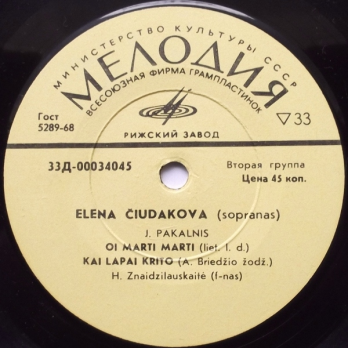 МИНИСТЕРСТВО КУЛЬТУРЫ СССР
МЕЛОДИЯ
ВСЕСОЮЗНАЯ ФИРМА ГРАМПЛАСТИНОК
Гост
5289-68
РИЖСКИЙ ЗАВОД
▽33
33Д-00034045
Вторая группа
Цена 45 коп.
ELENA ČIUDAKOVA (sopranas)
J. PAKALNIS
OI MARTI MARTI (liet. l. d.)
KAI LAPAI KRITO (A. Briedžio žodž.)
H. Znaidzilauskaitė (f-nas)